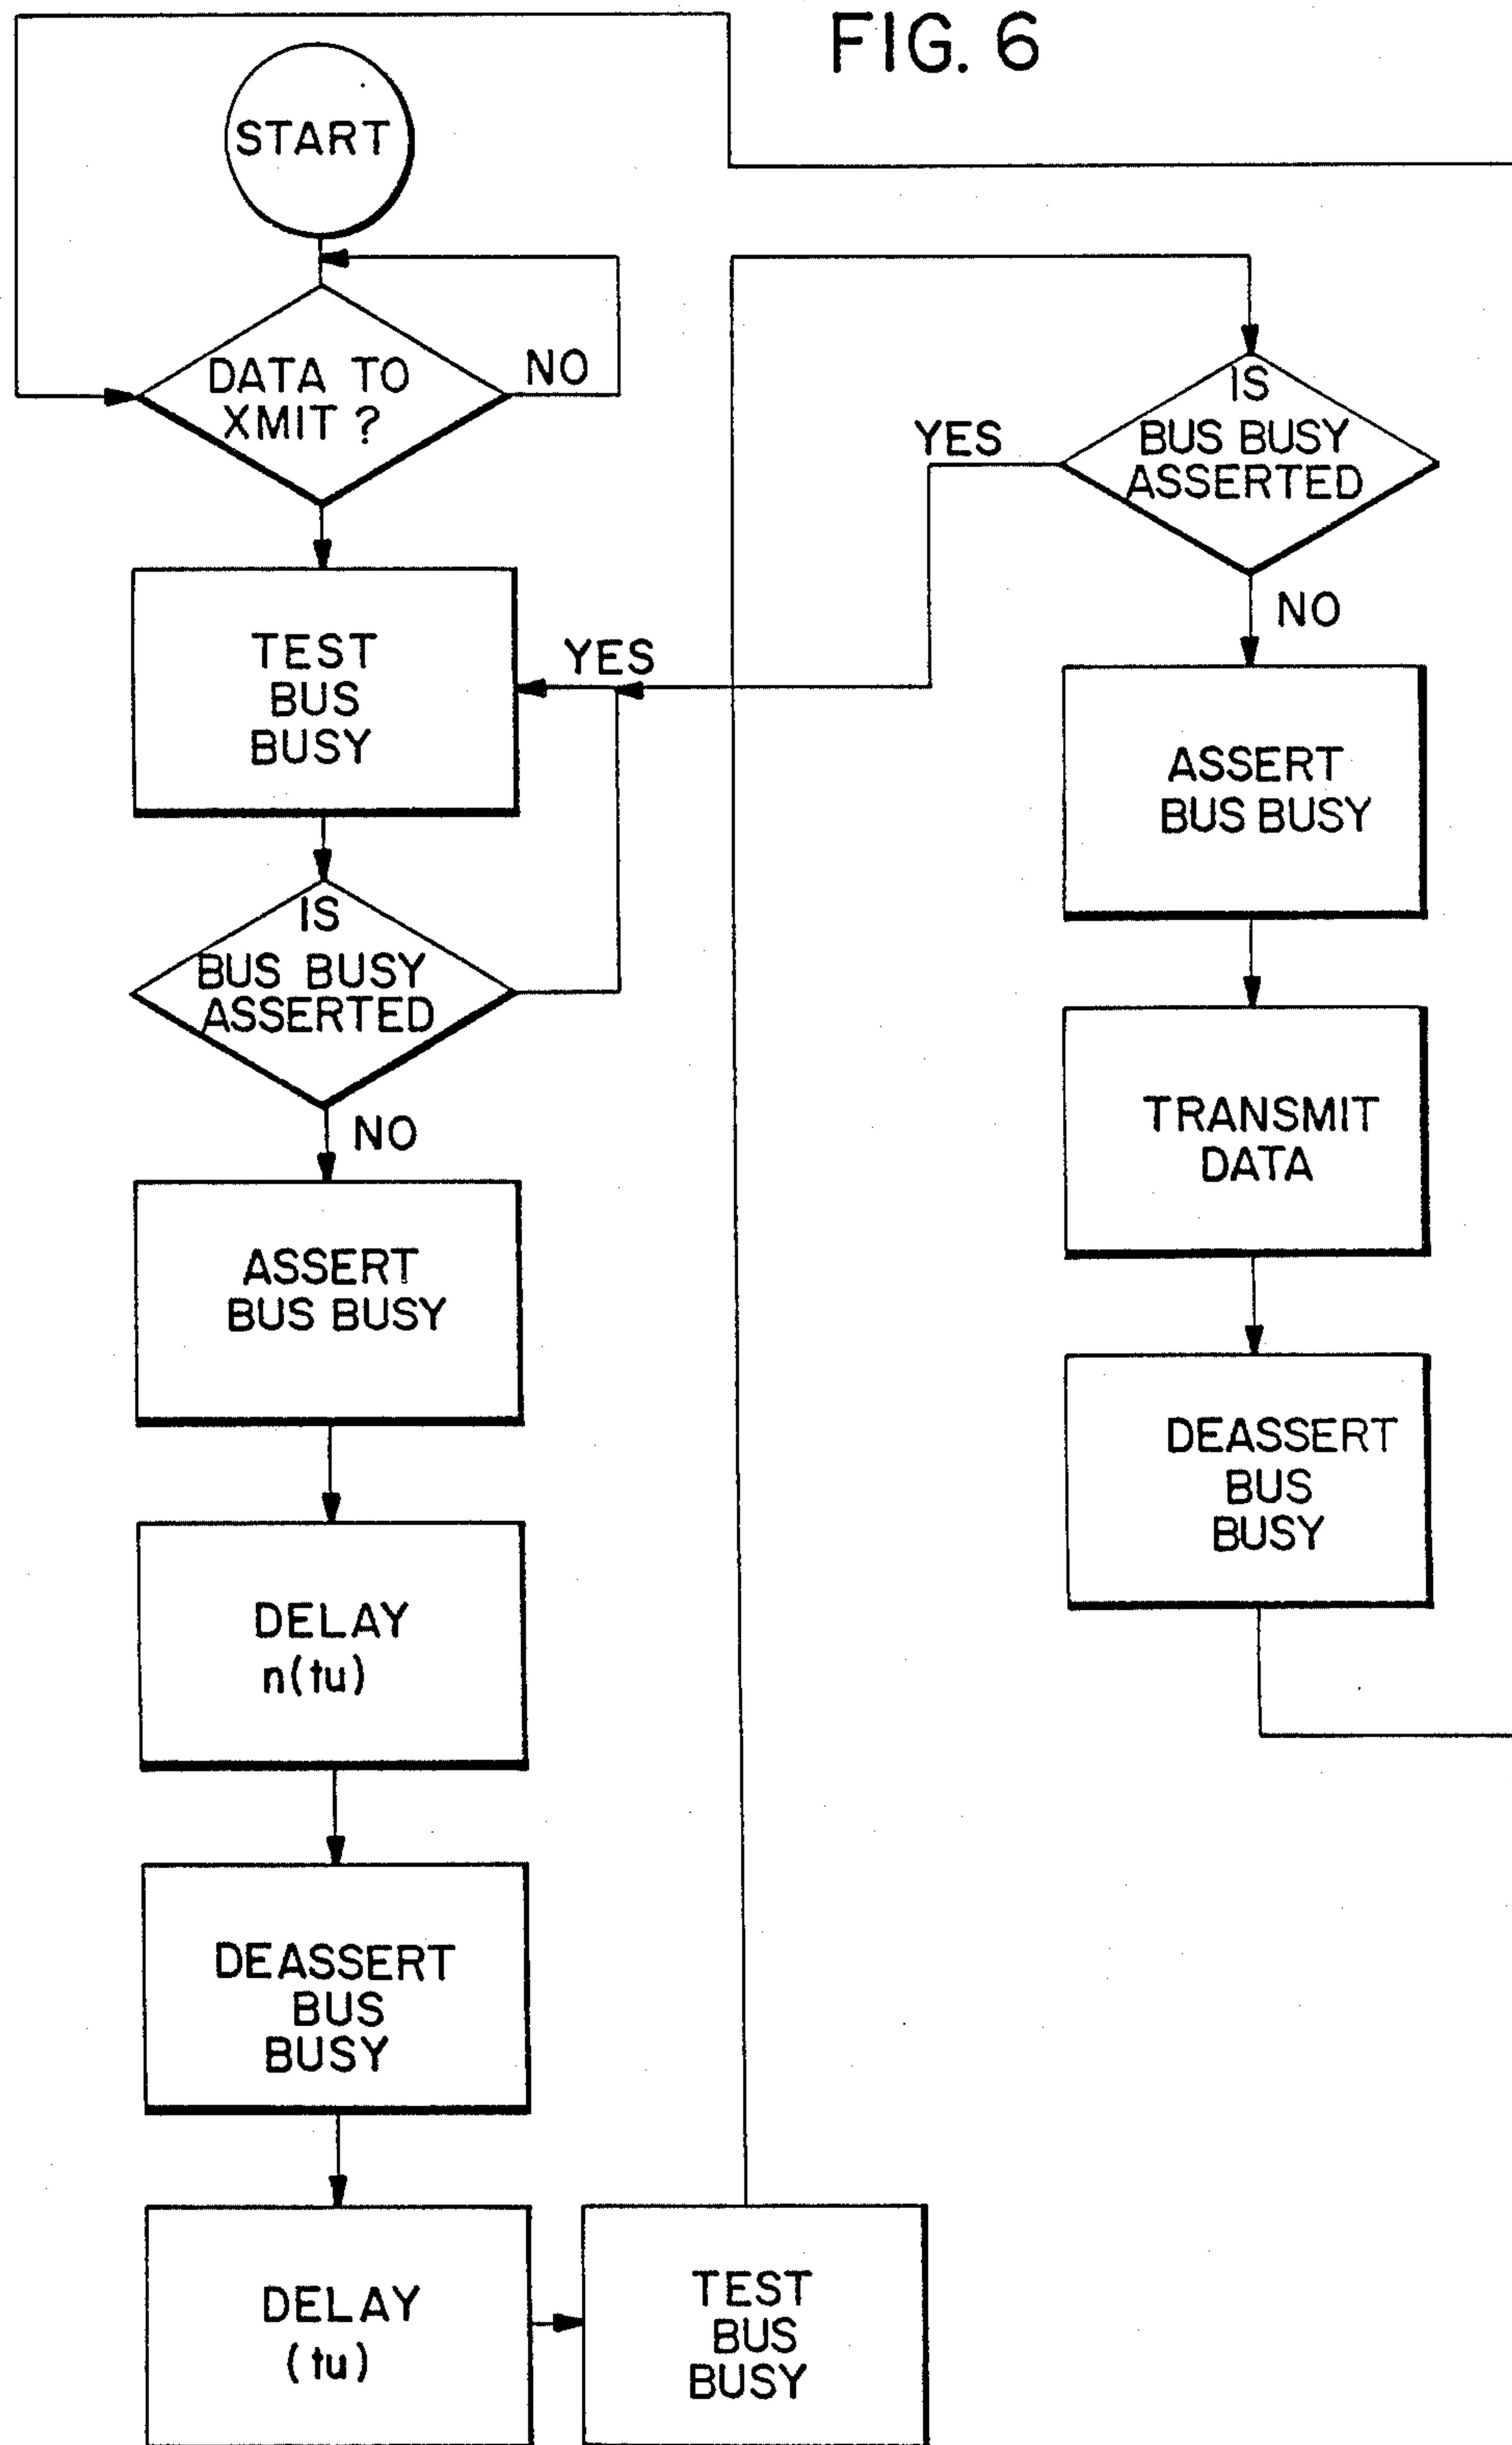 FIG. 6
START
DATA TO
XMIT ?
NO
TEST
BUS
BUSY
YES
IS
BUS BUSY
ASSERTED
NO
ASSERT
BUS BUSY
DELAY
n(tu)
DEASSERT
BUS
BUSY
DELAY
(tu)
TEST
BUS
BUSY
IS
BUS BUSY
ASSERTED
YES
NO
ASSERT
BUS BUSY
TRANSMIT
DATA
DEASSERT
BUS
BUSY